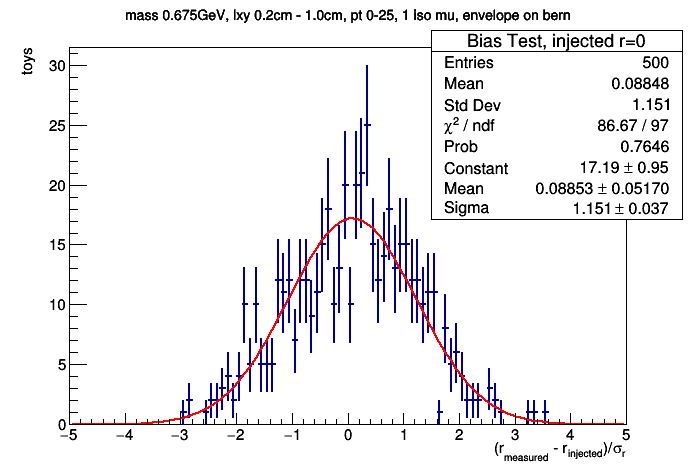 mass 0.675GeV, lxy 0.2cm - 1.0cm, pt 0-25, 1 Iso mu, envelope on bern
Bias Test, injected r=0
Entries 500
Mean 0.08848
Std Dev 1.151
χ² / ndf 86.67 / 97
Prob 0.7646
Constant 17.19 ± 0.95
Mean 0.08853 ± 0.05170
Sigma 1.151 ± 0.037
toys
30
25
20
15
10
5
0
−5 −4 −3 −2 −1 0 1 2 3 4 5
(r_measured - r_injected)/σ_r